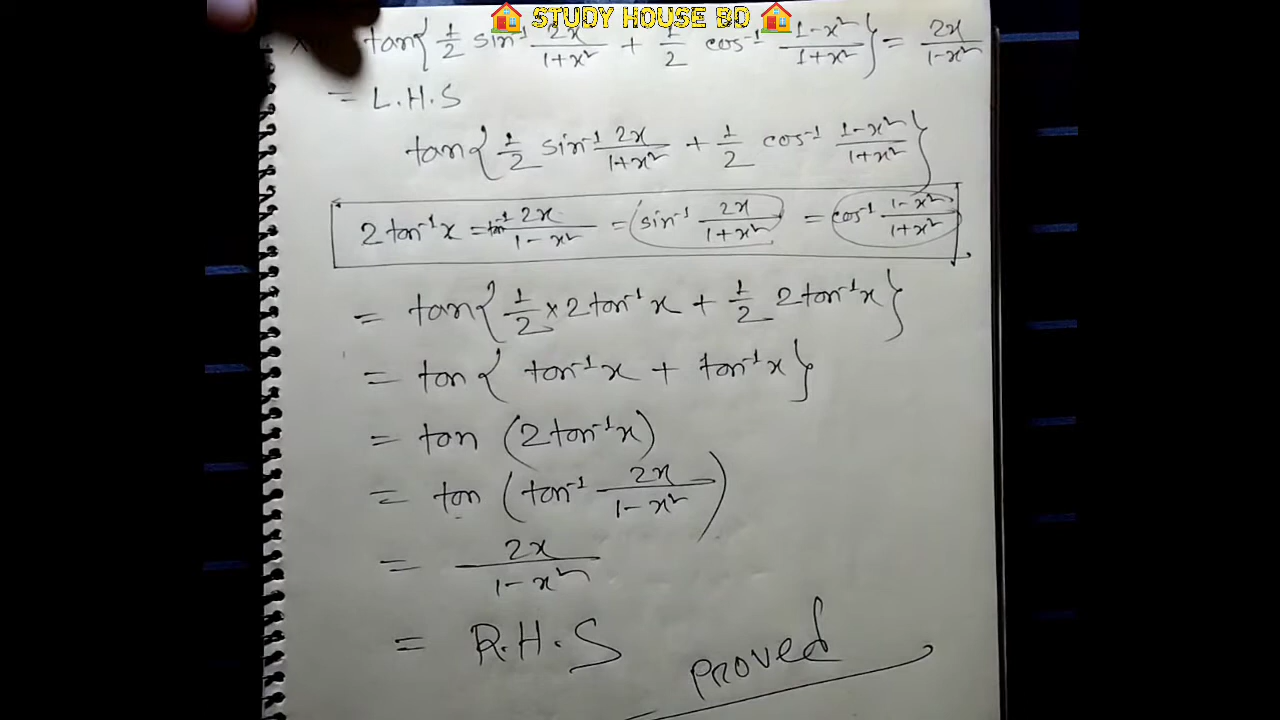 🏠 STUDY HOUSE BD 🏠
tan{ 1/2 sin⁻¹ 2x/1+x² + 1/2 cos⁻¹ 1-x²/1+x² } = 2x/1-x²
= L.H.S
tan{ 1/2 sin⁻¹ 2x/1+x² + 1/2 cos⁻¹ 1-x²/1+x² }
2tan⁻¹x = tan⁻¹ 2x/1-x² = sin⁻¹ 2x/1+x² = cos⁻¹ 1-x²/1+x²
= tan{ 1/2 × 2tan⁻¹x + 1/2 2tan⁻¹x }
= tan{ tan⁻¹x + tan⁻¹x }
= tan (2tan⁻¹x)
= tan (tan⁻¹ 2x/1-x²)
= 2x/1-x²
= R.H.S
Proved